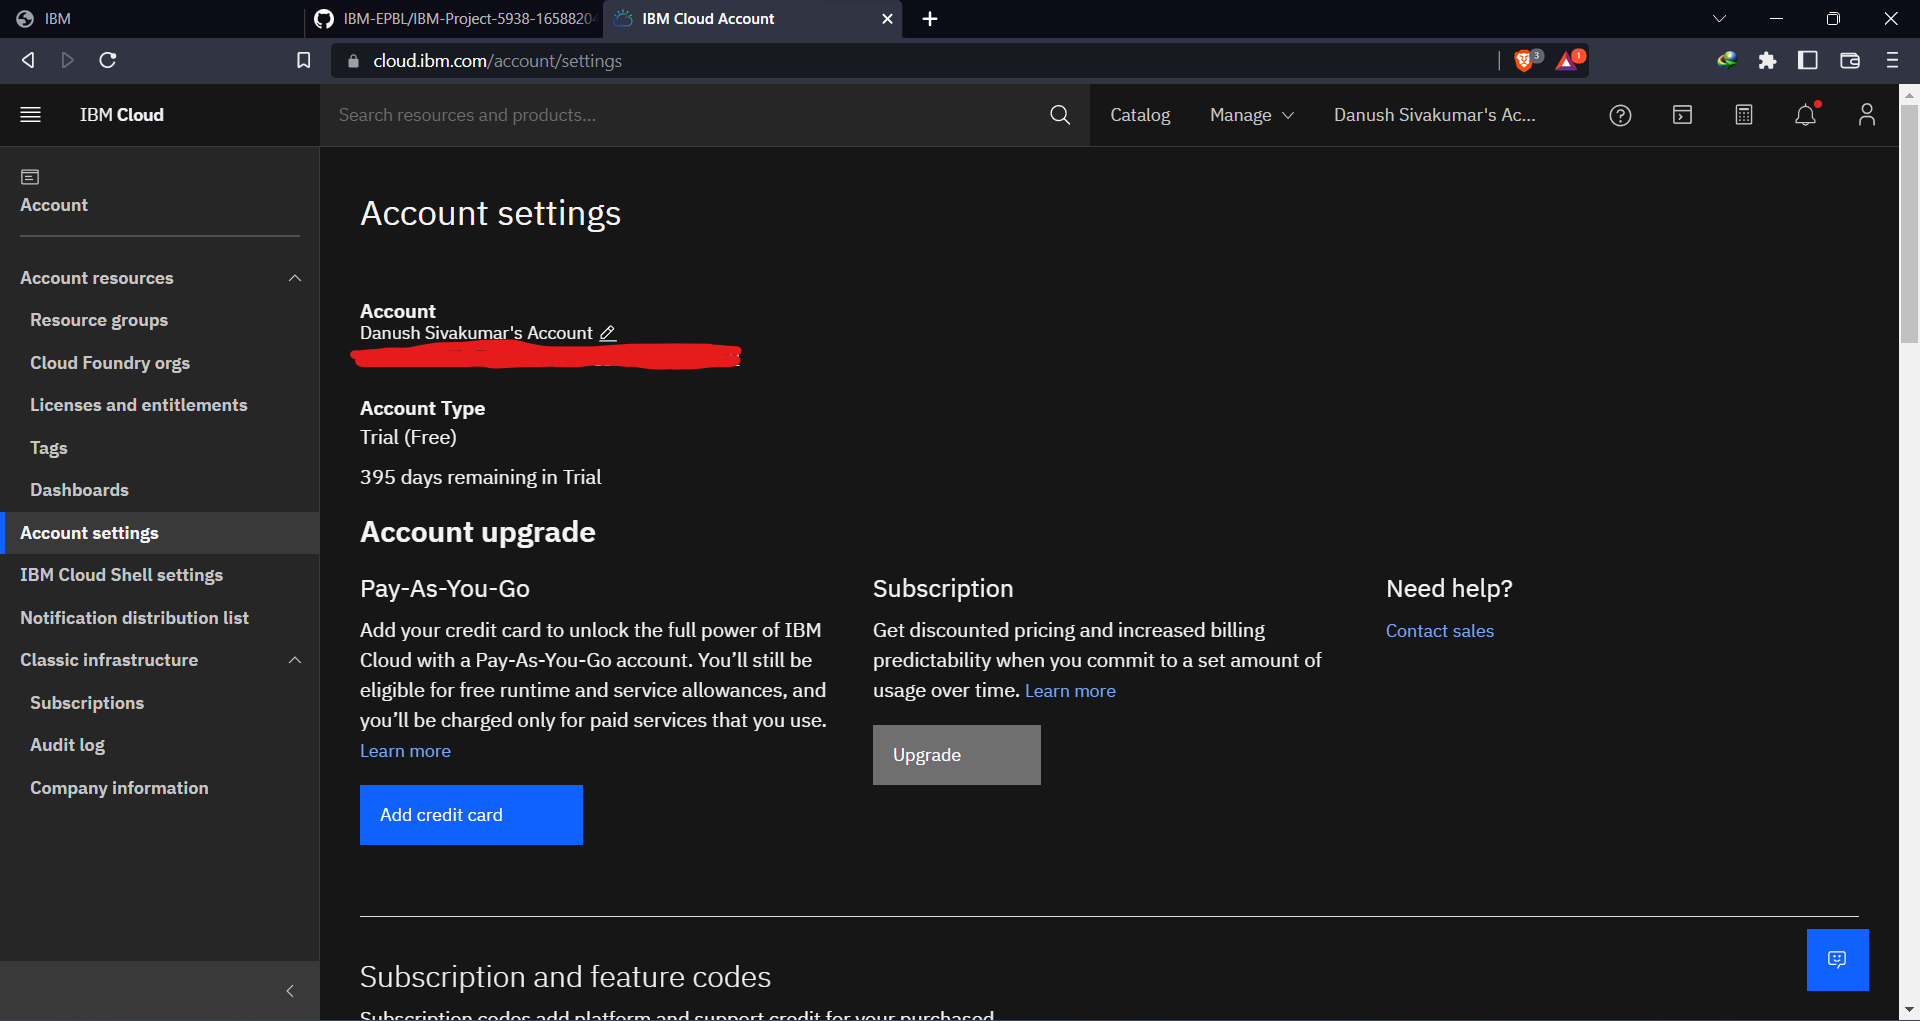 IBM
IBM-EPBL/IBM-Project-5938-16588204
IBM Cloud Account
cloud.ibm.com/account/settings
3
1
IBM Cloud
Search resources and products...
Catalog
Manage
Danush Sivakumar's Ac...
Account
Account resources
Resource groups
Cloud Foundry orgs
Licenses and entitlements
Tags
Dashboards
Account settings
IBM Cloud Shell settings
Notification distribution list
Classic infrastructure
Subscriptions
Audit log
Company information
Account settings
Account
Danush Sivakumar's Account
Account Type
Trial (Free)
395 days remaining in Trial
Account upgrade
Pay-As-You-Go
Add your credit card to unlock the full power of IBM
Cloud with a Pay-As-You-Go account. You’ll still be
eligible for free runtime and service allowances, and
you’ll be charged only for paid services that you use.
Learn more
Add credit card
Subscription
Get discounted pricing and increased billing
predictability when you commit to a set amount of
usage over time. Learn more
Upgrade
Need help?
Contact sales
Subscription and feature codes
Subscription codes add platform and support credit for your purchased